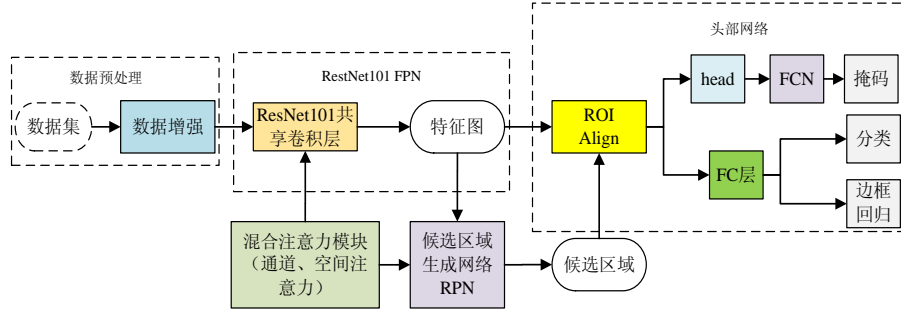 头部网络
数据预处理
RestNet101 FPN
数据集
数据增强
ResNet101共
享卷积层
特征图
ROI
Align
head
FCN
掩码
FC层
分类
边框
回归
混合注意力模块
（通道、空间注
意力）
候选区域
生成网络
RPN
候选区域